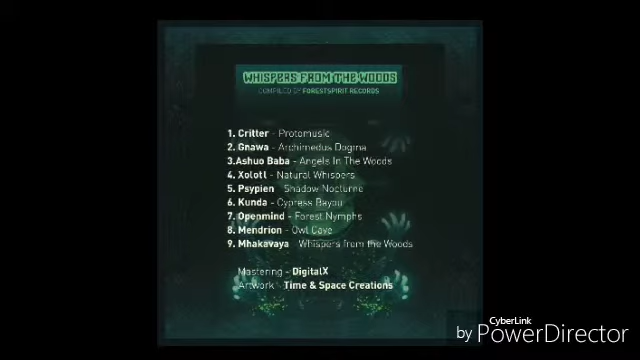 WHISPERS FROM THE WOODS
COMPILED BY FORESTSPIRIT RECORDS
1. Critter - Protomusic
2. Gnawa - Archimedus Dogma
3.Ashuo Baba - Angels In The Woods
4. Xolotl - Natural Whispers
5. Psypien - Shadow Nocturne
6. Kunda - Cypress Bayou
7. Openmind - Forest Nymphs
8. Mendrion - Owl Cave
9. Mhakavaya - Whispers from the Woods
Mastering - DigitalX
Artwork - Time & Space Creations
CyberLink
by PowerDirector